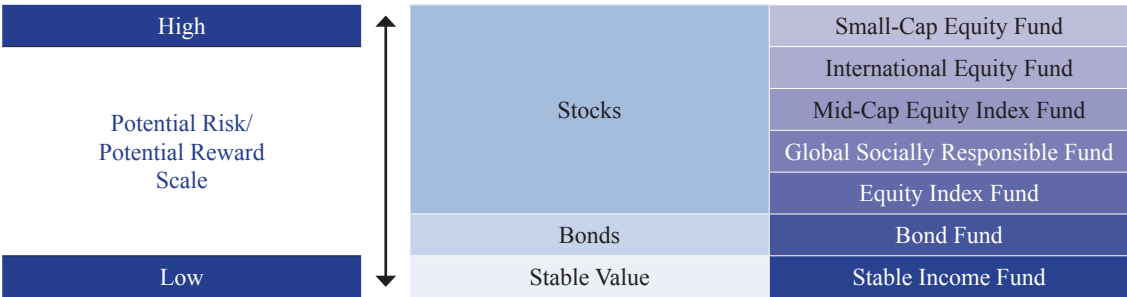 High
Potential Risk/
Potential Reward
Scale
Low
Stocks
Bonds
Stable Value
Small-Cap Equity Fund
International Equity Fund
Mid-Cap Equity Index Fund
Global Socially Responsible Fund
Equity Index Fund
Bond Fund
Stable Income Fund